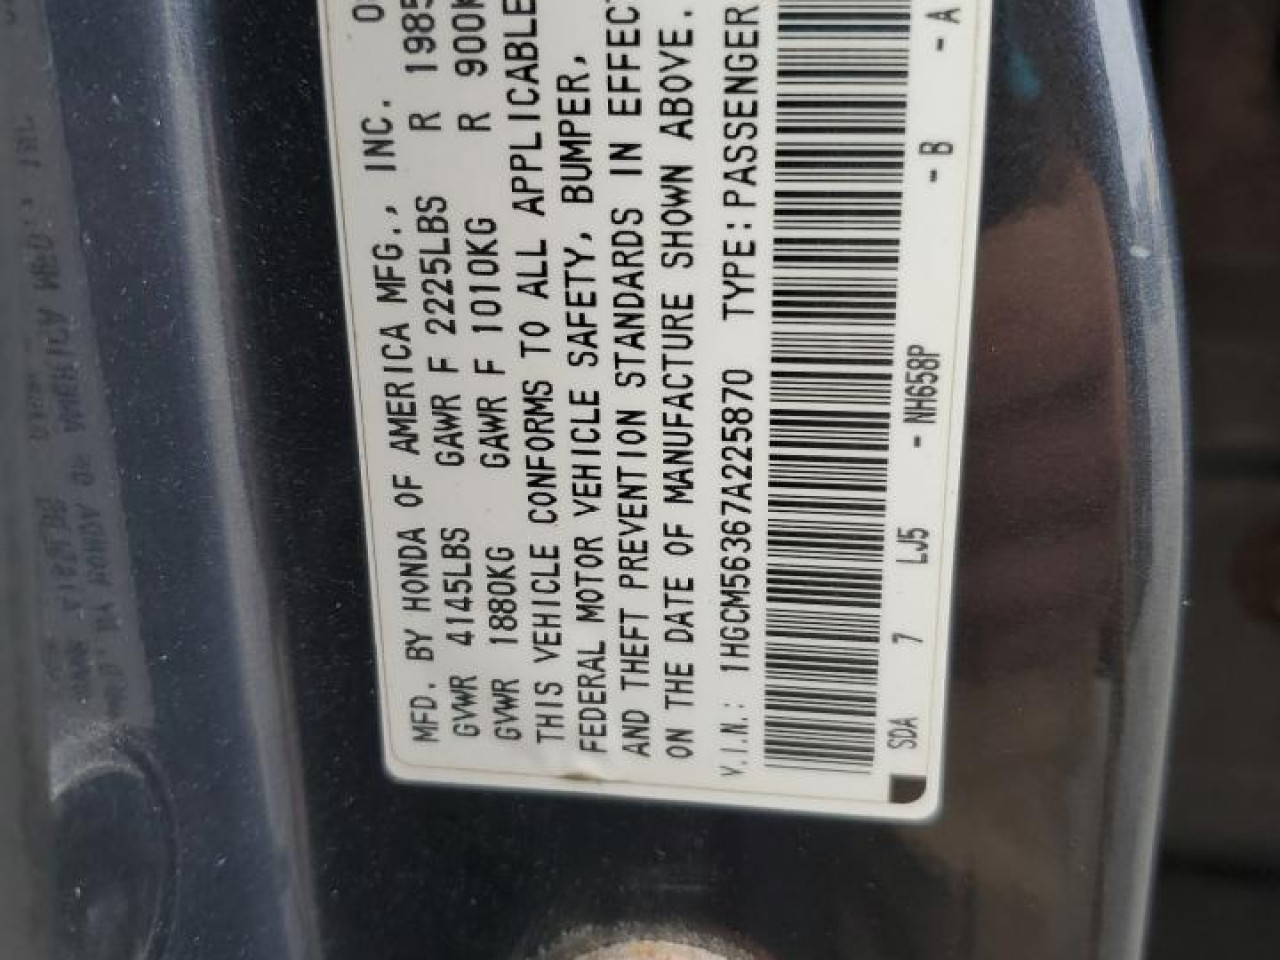 MFD. BY HONDA OF AMERICA MFG., INC. 0
GVWR 4145LBS GAWR F 2225LBS R 1985
GVWR 1880KG GAWR F 1010KG R 900K
THIS VEHICLE CONFORMS TO ALL APPLICABLE
FEDERAL MOTOR VEHICLE SAFETY, BUMPER,
AND THEFT PREVENTION STANDARDS IN EFFECT
ON THE DATE OF MANUFACTURE SHOWN ABOVE.
V.I.N.: 1HGCM56367A225870 TYPE:PASSENGER
SDA 7 LJ5 - NH658P - B - A